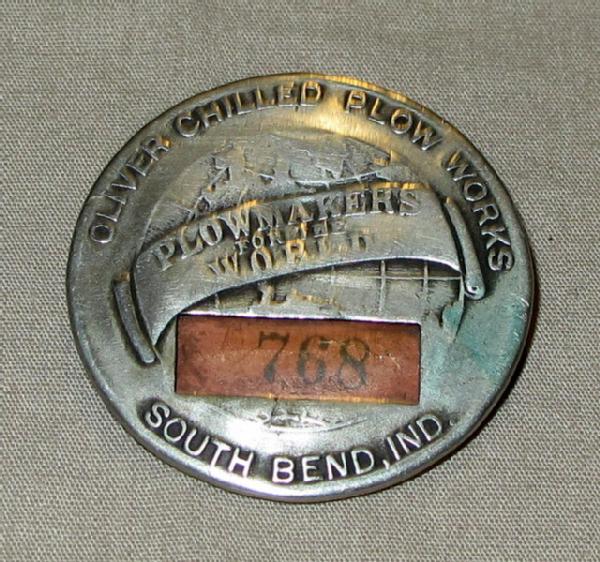 OLIVER CHILLED PLOW WORKS
PLOWMAKERS
FOR THE
WORLD
768
SOUTH BEND, IND.